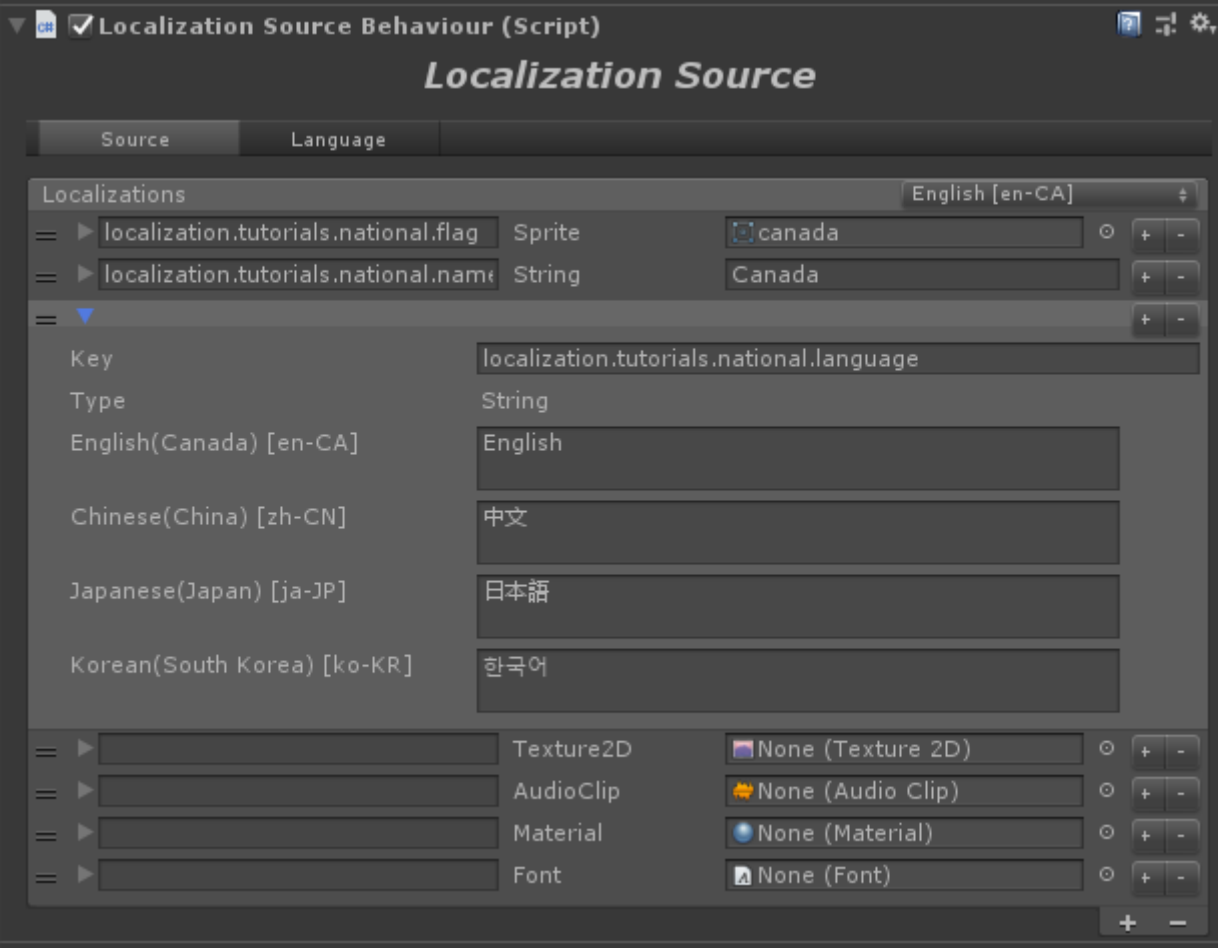 Localization Source Behaviour (Script)
Localization Source
Source Language
Localizations English [en-CA]
localization.tutorials.national.flag Sprite canada
localization.tutorials.national.name String Canada
Key localization.tutorials.national.language
Type String
English(Canada) [en-CA] English
Chinese(China) [zh-CN] 中文
Japanese(Japan) [ja-JP] 日本語
Korean(South Korea) [ko-KR] 한국어
Texture2D None (Texture 2D)
AudioClip None (Audio Clip)
Material None (Material)
Font None (Font)